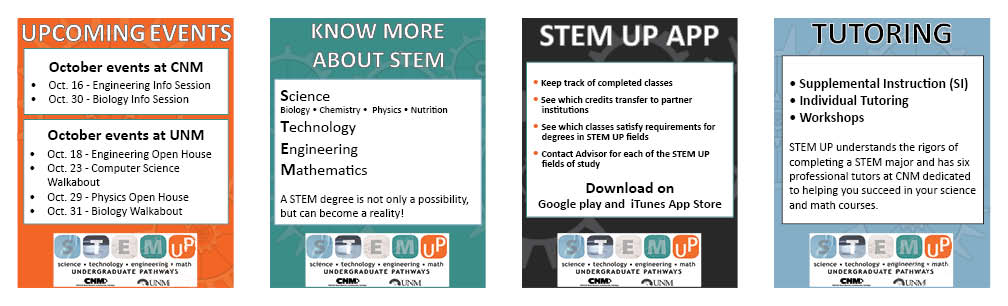 UPCOMING EVENTS
October events at CNM
• Oct. 16 - Engineering Info Session
• Oct. 30 - Biology Info Session
October events at UNM
• Oct. 18 - Engineering Open House
• Oct. 23 - Computer Science
Walkabout
• Oct. 29 - Physics Open House
• Oct. 31 - Biology Walkabout
STEM UP
science • technology • engineering • math
UNDERGRADUATE PATHWAYS
CNM UNM
KNOW MORE
ABOUT STEM
Science
Biology • Chemistry • Physics • Nutrition
Technology
Engineering
Mathematics
A STEM degree is not only a possibility,
but can become a reality!
STEM UP
science • technology • engineering • math
UNDERGRADUATE PATHWAYS
CNM UNM
STEM UP APP
• Keep track of completed classes
• See which credits transfer to partner
institutions
• See which classes satisfy requirements for
degrees in STEM UP fields
• Contact Advisor for each of the STEM UP
fields of study
Download on
Google play and iTunes App Store
STEM UP
science • technology • engineering • math
UNDERGRADUATE PATHWAYS
CNM UNM
TUTORING
• Supplemental Instruction (SI)
• Individual Tutoring
• Workshops
STEM UP understands the rigors of
completing a STEM major and has six
professional tutors at CNM dedicated
to helping you succeed in your science
and math courses.
STEM UP
science • technology • engineering • math
UNDERGRADUATE PATHWAYS
CNM UNM